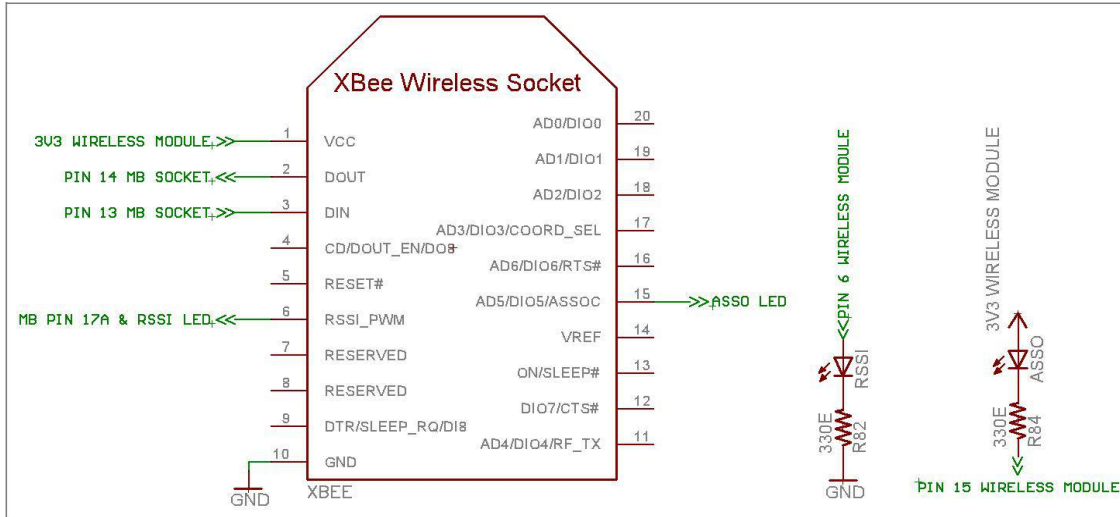 XBee Wireless Socket
3V3 WIRELESS MODULE
PIN 14 MB SOCKET
PIN 13 MB SOCKET
MB PIN 17A & RSSI LED
1 VCC
2 DOUT
3 DIN
4 CD/DOUT_EN/DO8
5 RESET#
6 RSSI_PWM
7 RESERVED
8 RESERVED
9 DTR/SLEEP_RQ/DI8
10 GND
GND
XBEE
AD0/DIO0 20
AD1/DIO1 19
AD2/DIO2 18
AD3/DIO3/COORD_SEL 17
AD6/DIO6/RTS# 16
AD5/DIO5/ASSOC 15
ASSO LED
VREF 14
ON/SLEEP# 13
DIO7/CTS# 12
AD4/DIO4/RF_TX 11
PIN 6 WIRELESS MODULE
RSSI
330E
R82
GND
3V3 WIRELESS MODULE
ASSO
330E
R84
PIN 15 WIRELESS MODULE